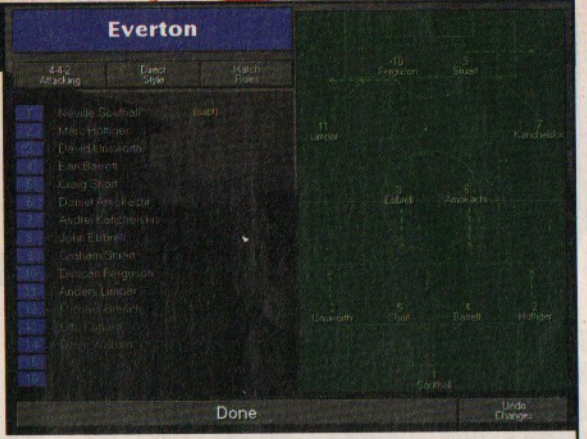 Everton
4-4-2
Attacking
Direct
Style
Match
Roles
1 Neville Southall (capt)
2 Marc Hottiger
3 David Unsworth
4 Earl Barrett
5 Craig Short
6 Daniel Amokachi
7 Andrei Kanchelskis
8 John Ebbrell
9 Graham Stuart
10 Duncan Ferguson
11 Anders Limpar
12 Branch
13
14 Watson
15
16
10
Ferguson
9
Stuart
11
Limpar
7
Kanchelskis
8
Ebbrell
6
Amokachi
Unsworth
5
Short
4
Barrett
2
Hottiger
1
Southall
Done
Undo
Changes